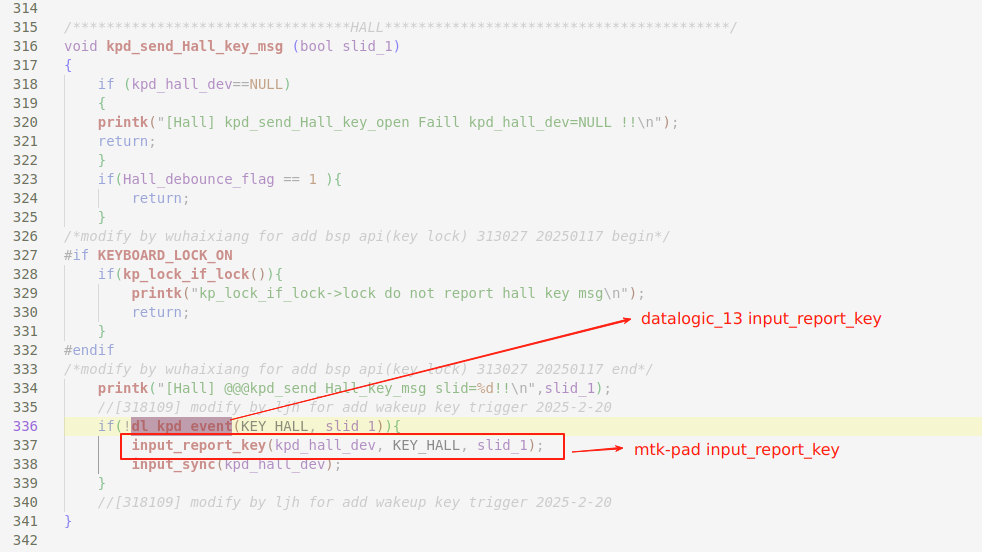 314
315 /*********************************HALL*****************************************/
316 void kpd_send_Hall_key_msg (bool slid_1)
317 {
318 if (kpd_hall_dev==NULL)
319 {
320 printk("[Hall] kpd_send_Hall_key_open Faill kpd_hall_dev=NULL !!\n");
321 return;
322 }
323 if(Hall_debounce_flag == 1 ){
324 return;
325 }
326 /*modify by wuhaixiang for add bsp api(key lock) 313027 20250117 begin*/
327 #if KEYBOARD_LOCK_ON
328 if(kp_lock_if_lock()){
329 printk("kp_lock_if_lock->lock do not report hall key msg\n");
330 return;
331 }
datalogic_13 input_report_key
332 #endif
333 /*modify by wuhaixiang for add bsp api(key lock) 313027 20250117 end*/
334 printk("[Hall] @@@kpd_send_Hall_key_msg slid=%d!!\n",slid_1);
335 //[318109] modify by ljh for add wakeup key trigger 2025-2-20
336 if(!dl_kpd_event(KEY_HALL, slid_1)){
337 input_report_key(kpd_hall_dev, KEY_HALL, slid_1);
mtk-pad input_report_key
338 input_sync(kpd_hall_dev);
339 }
340 //[318109] modify by ljh for add wakeup key trigger 2025-2-20
341 }
342